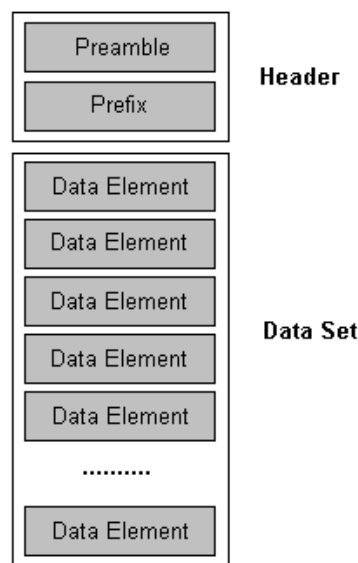 Preamble
Header
Prefix
Data Element
Data Element
Data Element
Data Set
Data Element
Data Element
..........
Data Element